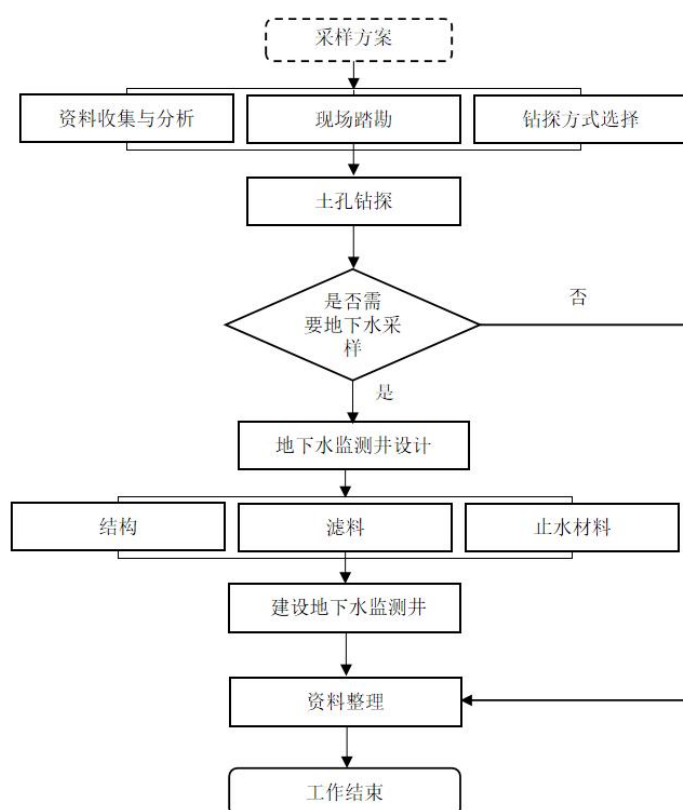 采样方案
资料收集与分析
现场踏勘
钻探方式选择
土孔钻探
是否需
要地下水采
样
否
是
地下水监测井设计
结构
滤料
止水材料
建设地下水监测井
资料整理
工作结束